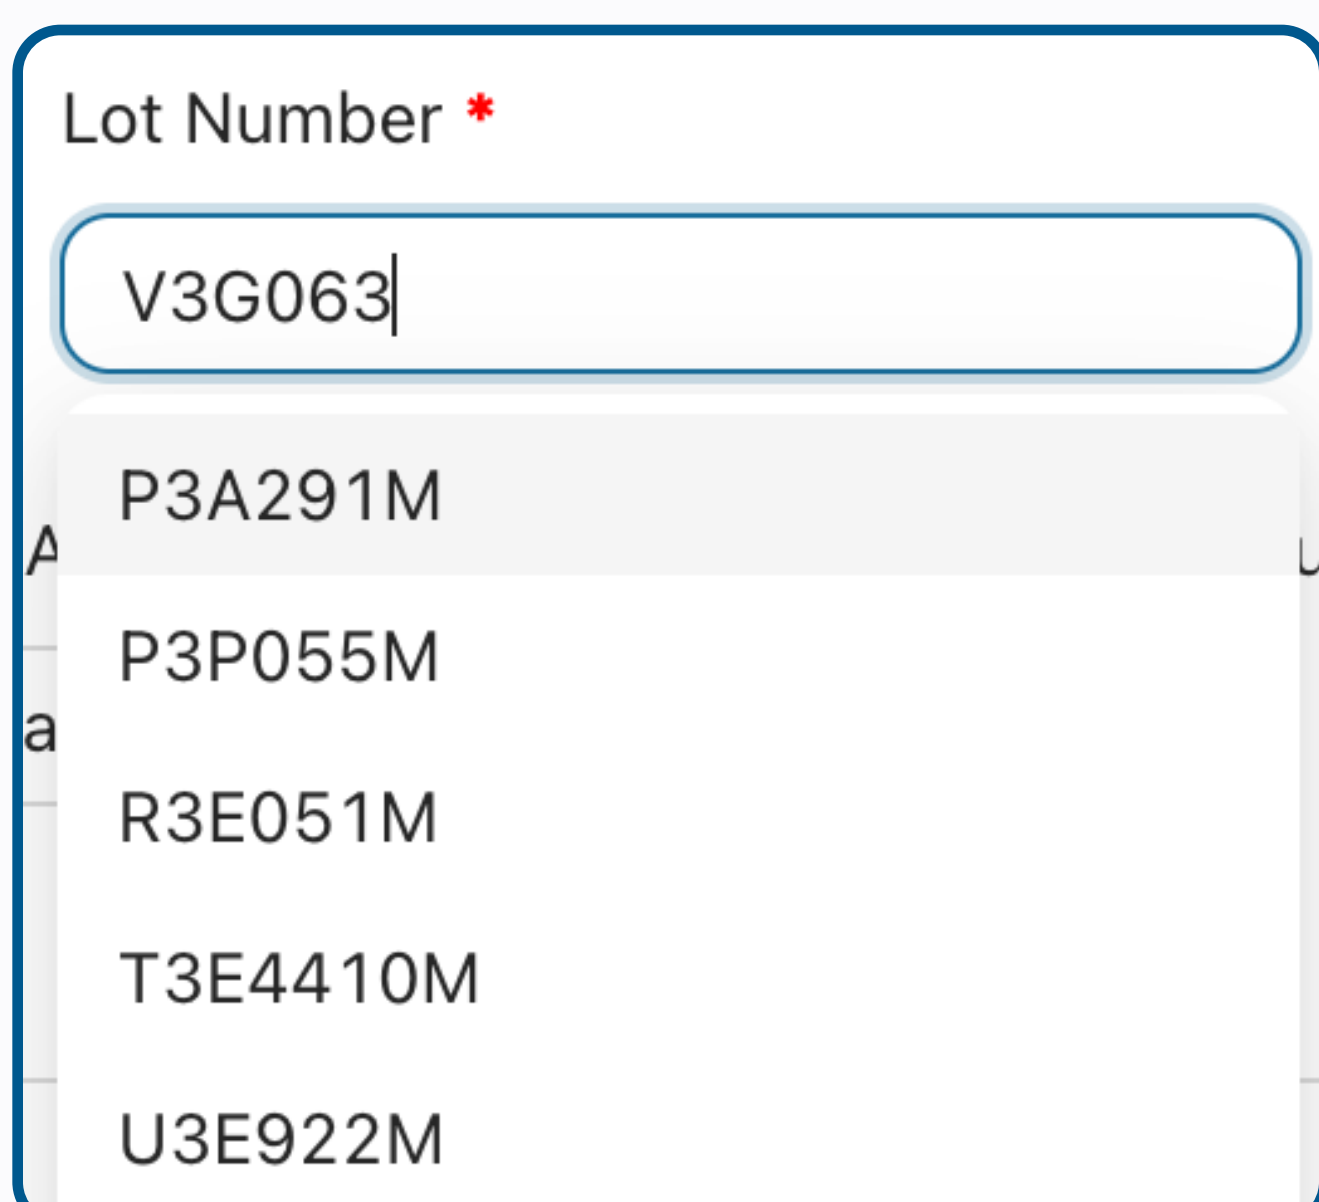 Lot Number *
V3G063
P3A291M
A
P3P055M
a
R3E051M
T3E4410M
U3E922M